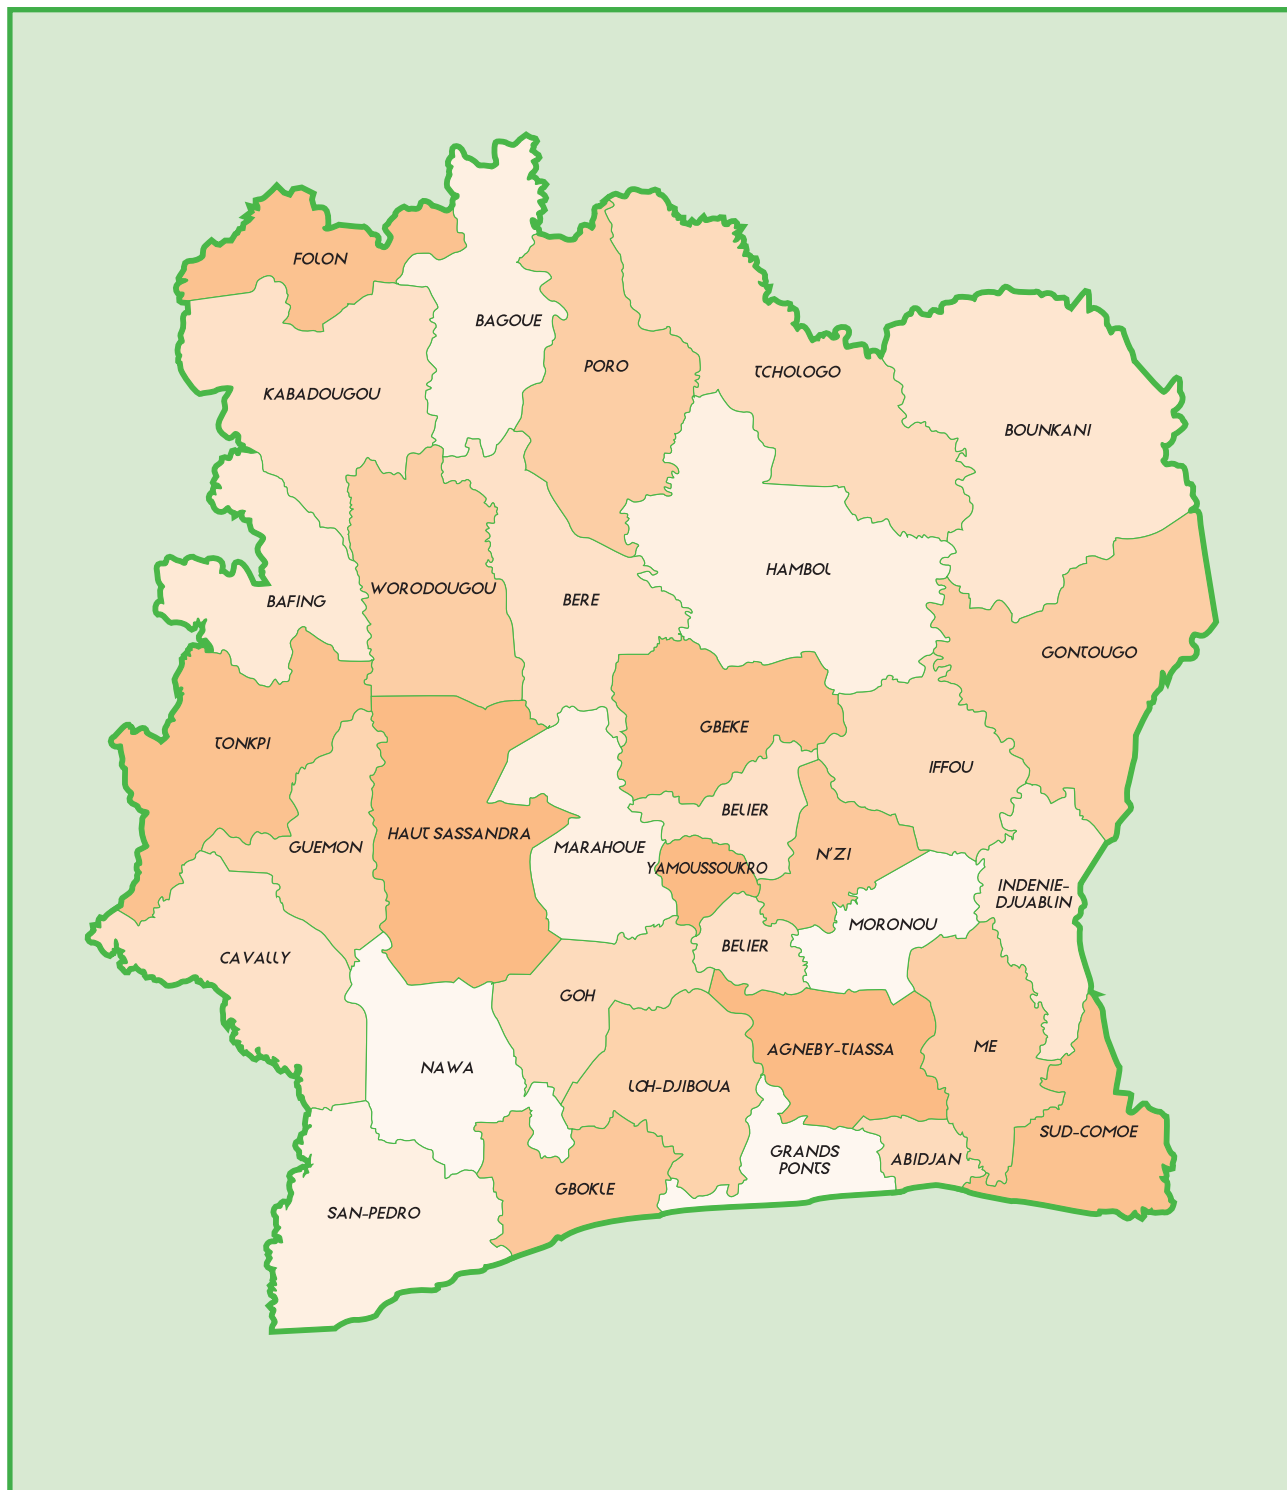 FOLON
BAGOUE
PORO
TCHOLOGO
KABADOUGOU
BOUNKANI
HAMBOL
WORODOUGOU
BAFING
BERE
GONTOUGO
GBEKE
TONKPI
IFFOU
BELIER
HAUT SASSANDRA
GUEMON
MARAHOUE
N'ZI
YAMOUSSOUKRO
INDENIE-
DJUABLIN
MORONOU
BELIER
CAVALLY
GOH
ME
AGNEBY-TIASSA
NAWA
LOH-DJIBOUA
SUD-COMOE
GRANDS
PONTS
ABIDJAN
GBOKLE
SAN-PEDRO